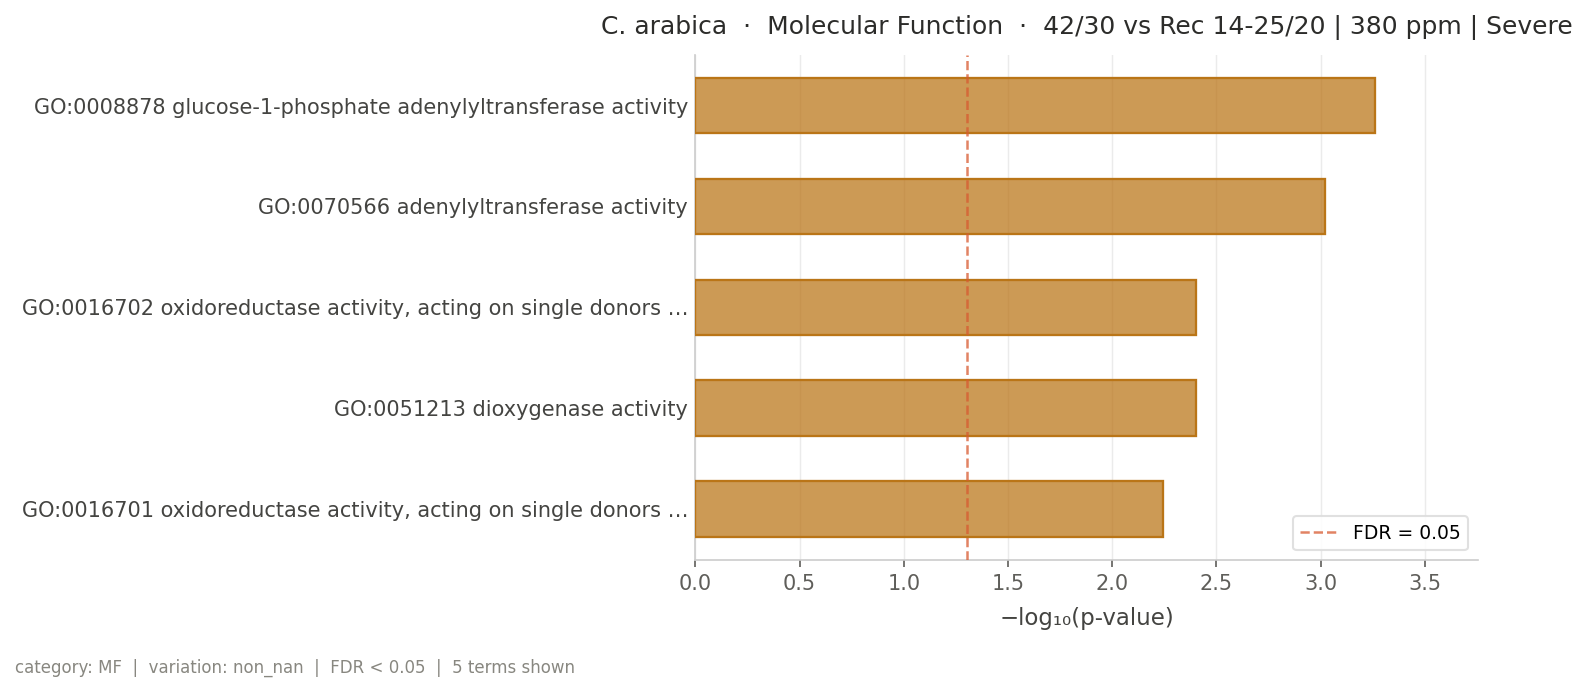 C. arabica · Molecular Function · 42/30 vs Rec 14-25/20 | 380 ppm | Severe
GO:0008878 glucose-1-phosphate adenylyltransferase activity
GO:0070566 adenylyltransferase activity
GO:0016702 oxidoreductase activity, acting on single donors …
GO:0051213 dioxygenase activity
GO:0016701 oxidoreductase activity, acting on single donors …
FDR = 0.05
0.0 0.5 1.0 1.5 2.0 2.5 3.0 3.5
−log₁₀(p-value)
category: MF | variation: non_nan | FDR < 0.05 | 5 terms shown